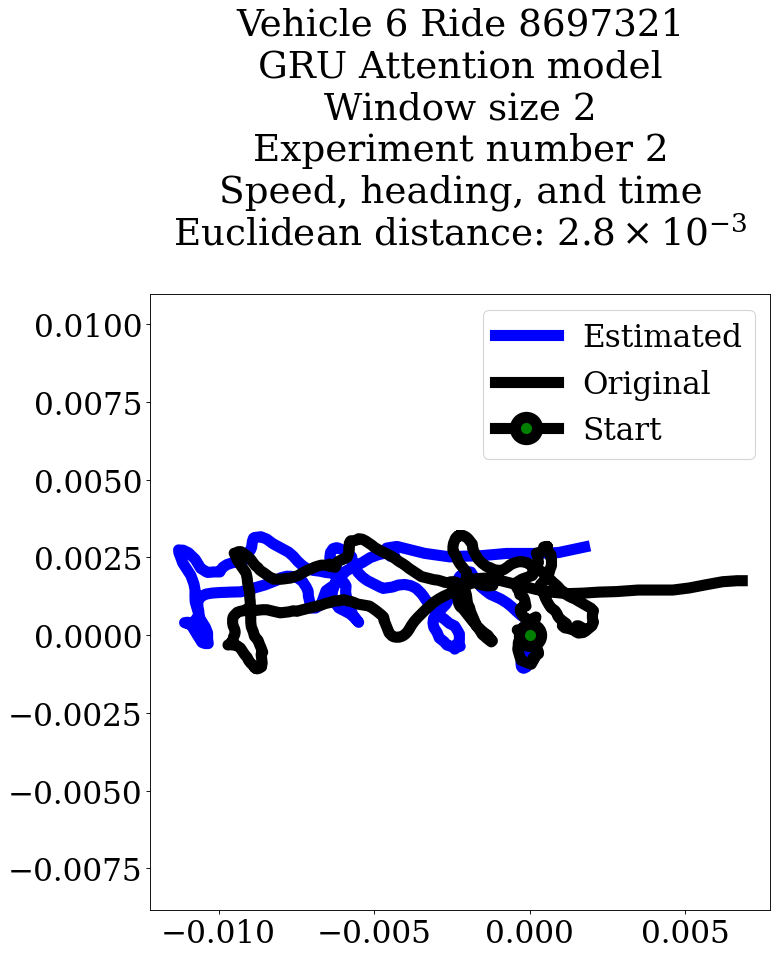 Vehicle 6 Ride 8697321
GRU Attention model
Window size 2
Experiment number 2
Speed, heading, and time
Euclidean distance: 2.8 × 10⁻³
Estimated
Original
Start
0.0100
0.0075
0.0050
0.0025
0.0000
−0.0025
−0.0050
−0.0075
−0.010 −0.005 0.000 0.005